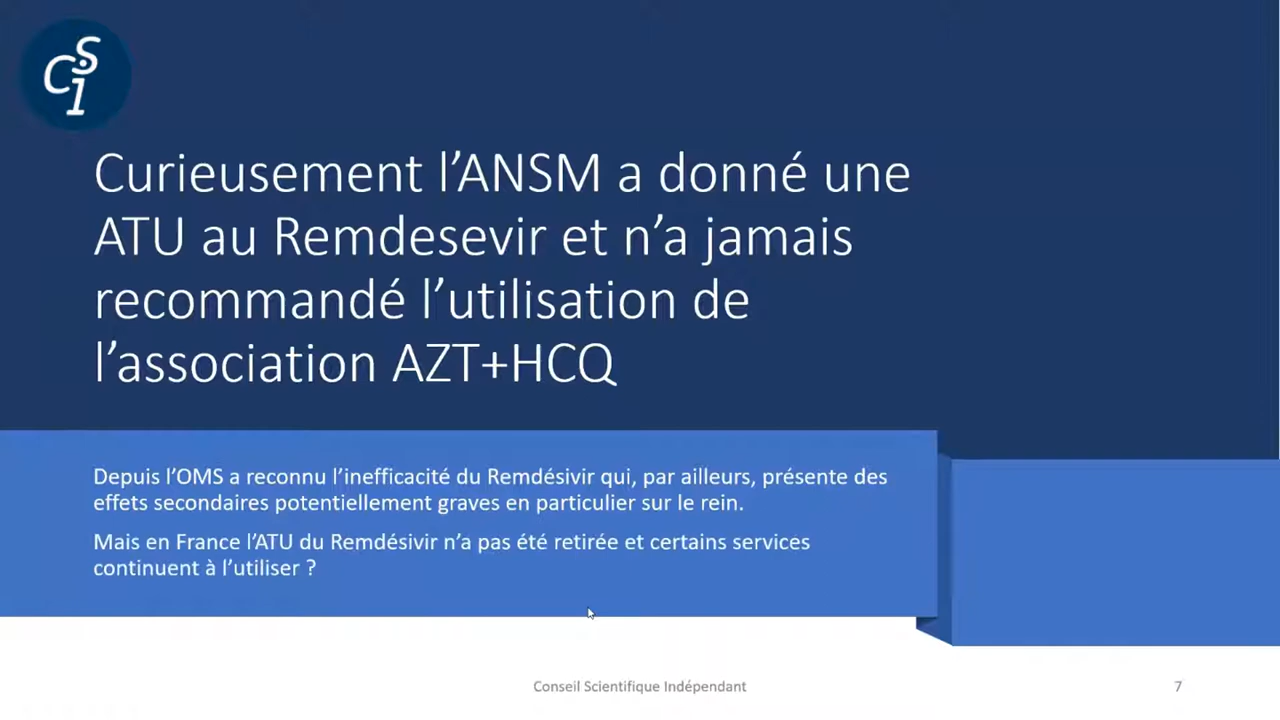 CSI
Curieusement l’ANSM a donné une
ATU au Remdesevir et n’a jamais
recommandé l’utilisation de
l’association AZT+HCQ
Depuis l’OMS a reconnu l’inefficacité du Remdésivir qui, par ailleurs, présente des
effets secondaires potentiellement graves en particulier sur le rein.
Mais en France l’ATU du Remdésivir n’a pas été retirée et certains services
continuent à l’utiliser ?
Conseil Scientifique Indépendant
7